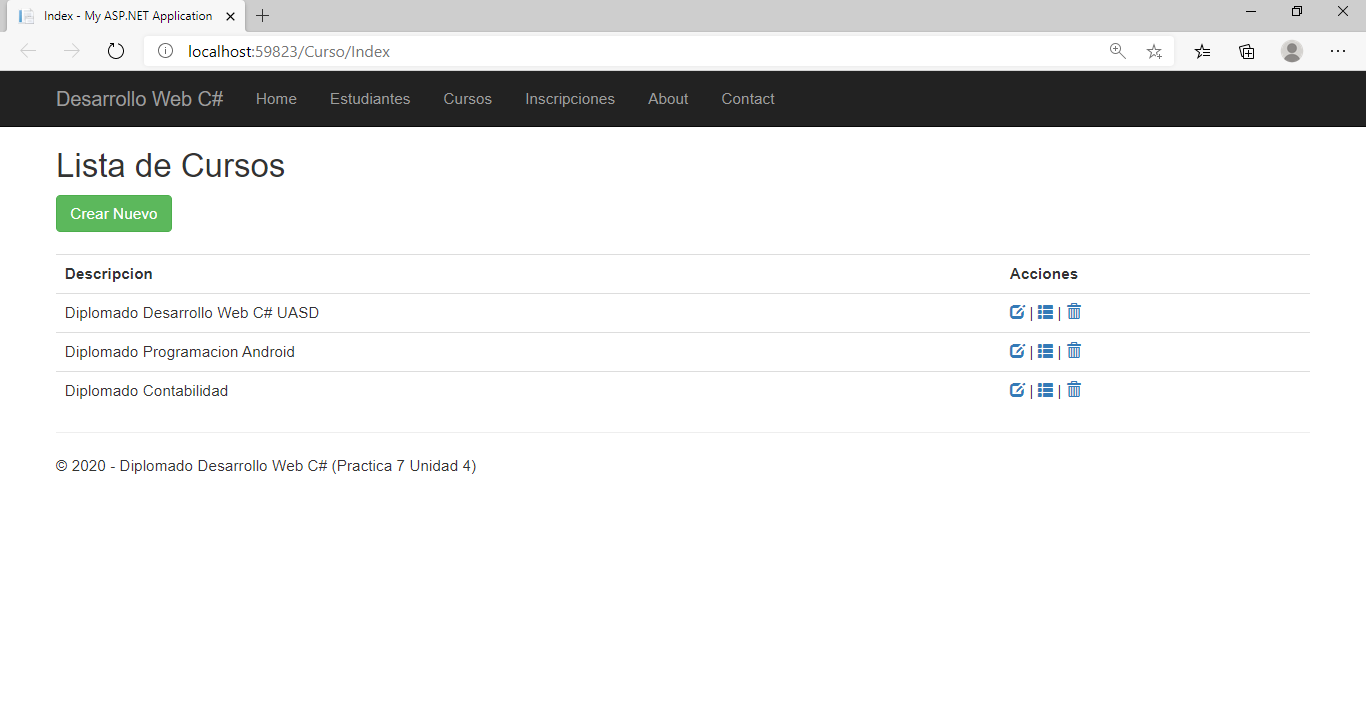 Index - My ASP.NET Application
localhost:59823/Curso/Index
Desarrollo Web C# Home Estudiantes Cursos Inscripciones About Contact
Lista de Cursos
Crear Nuevo
Descripcion Acciones
Diplomado Desarrollo Web C# UASD | |
Diplomado Programacion Android | |
Diplomado Contabilidad | |
© 2020 - Diplomado Desarrollo Web C# (Practica 7 Unidad 4)